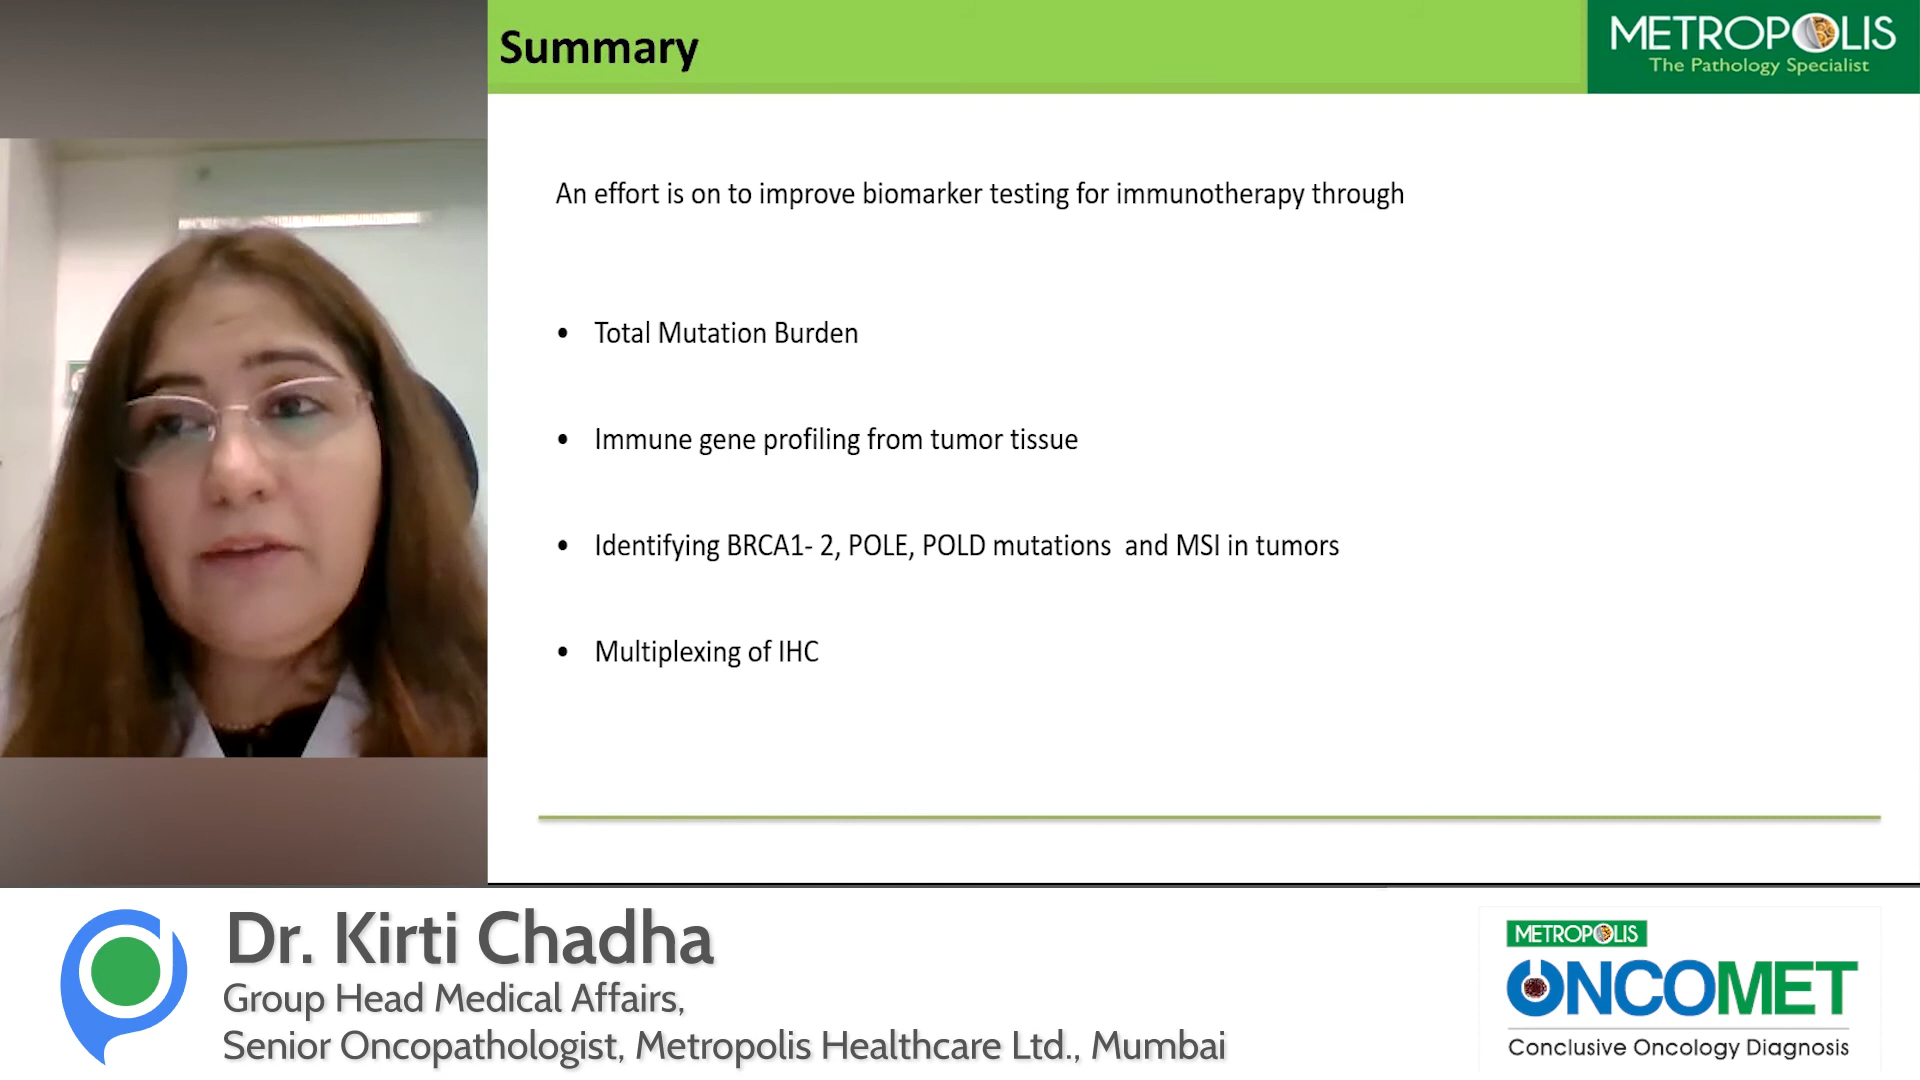 Summary
METROPOLIS
The Pathology Specialist
An effort is on to improve biomarker testing for immunotherapy through
• Total Mutation Burden
• Immune gene profiling from tumor tissue
• Identifying BRCA1- 2, POLE, POLD mutations and MSI in tumors
• Multiplexing of IHC
Dr. Kirti Chadha
Group Head Medical Affairs,
Senior Oncopathologist, Metropolis Healthcare Ltd., Mumbai
METROPOLIS
ONCOMET
Conclusive Oncology Diagnosis